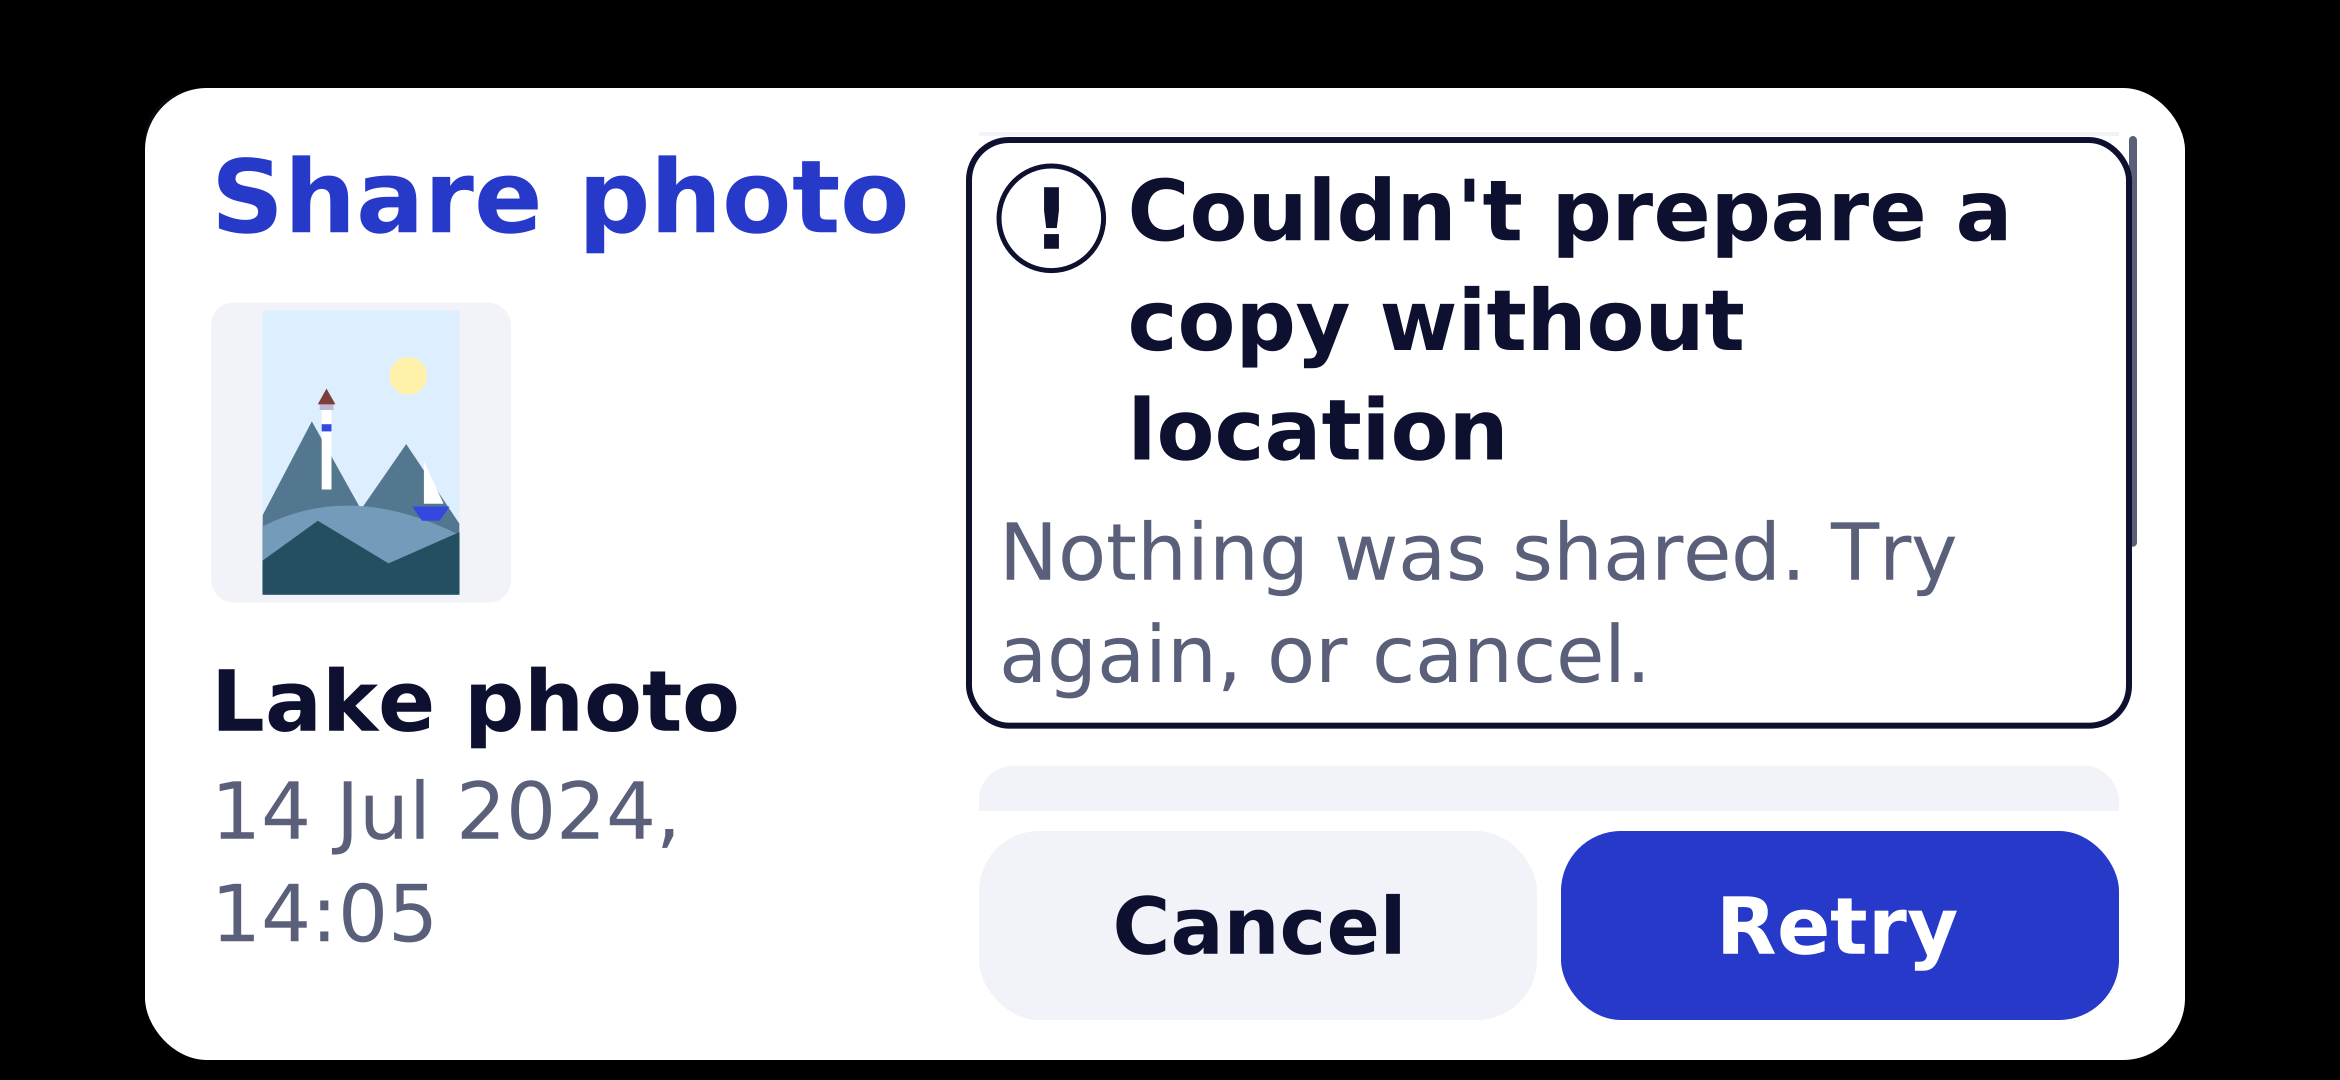 Share photo
Lake photo
14 Jul 2024,
14:05
!
Couldn't prepare a
copy without
location
Nothing was shared. Try
again, or cancel.
Cancel
Retry